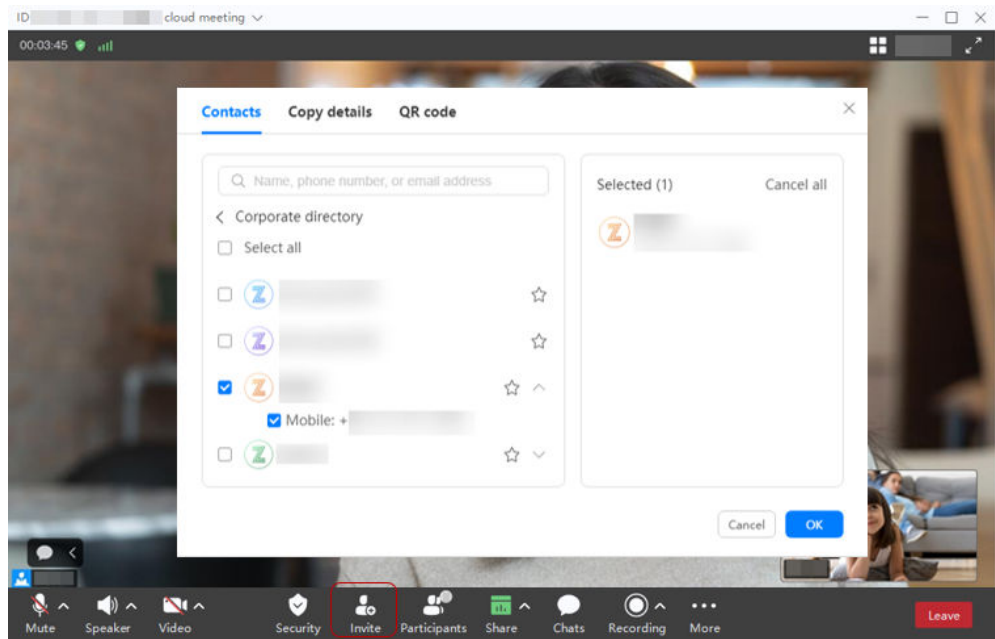 ID cloud meeting
00:03:45
Contacts Copy details QR code
Name, phone number, or email address
Corporate directory
Select all
Z
Z
Z
Mobile: +
Z
Selected (1) Cancel all
Z
Cancel OK
Mute Speaker Video Security Invite Participants Share Chats Recording More Leave